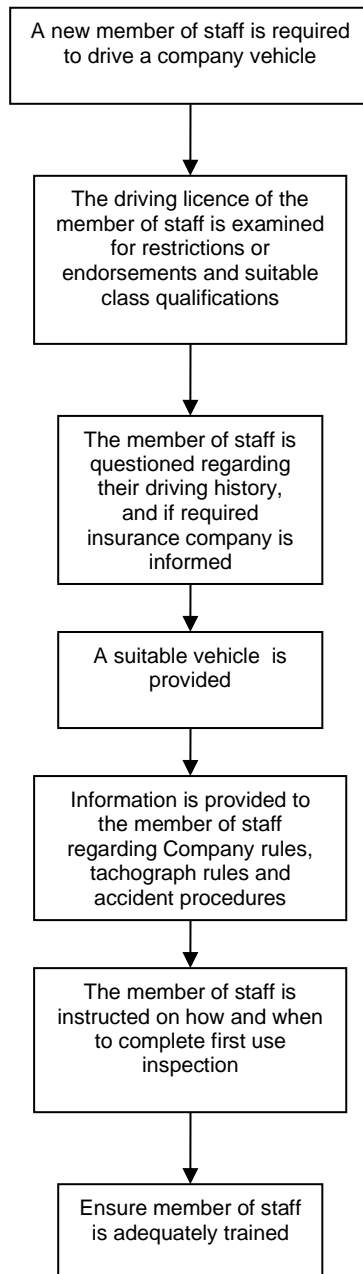 A new member of staff is required
to drive a company vehicle
The driving licence of the
member of staff is examined
for restrictions or
endorsements and suitable
class qualifications
The member of staff is
questioned regarding
their driving history,
and if required
insurance company is
informed
A suitable vehicle is
provided
Information is provided to
the member of staff
regarding Company rules,
tachograph rules and
accident procedures
The member of staff is
instructed on how and when
to complete first use
inspection
Ensure member of staff
is adequately trained